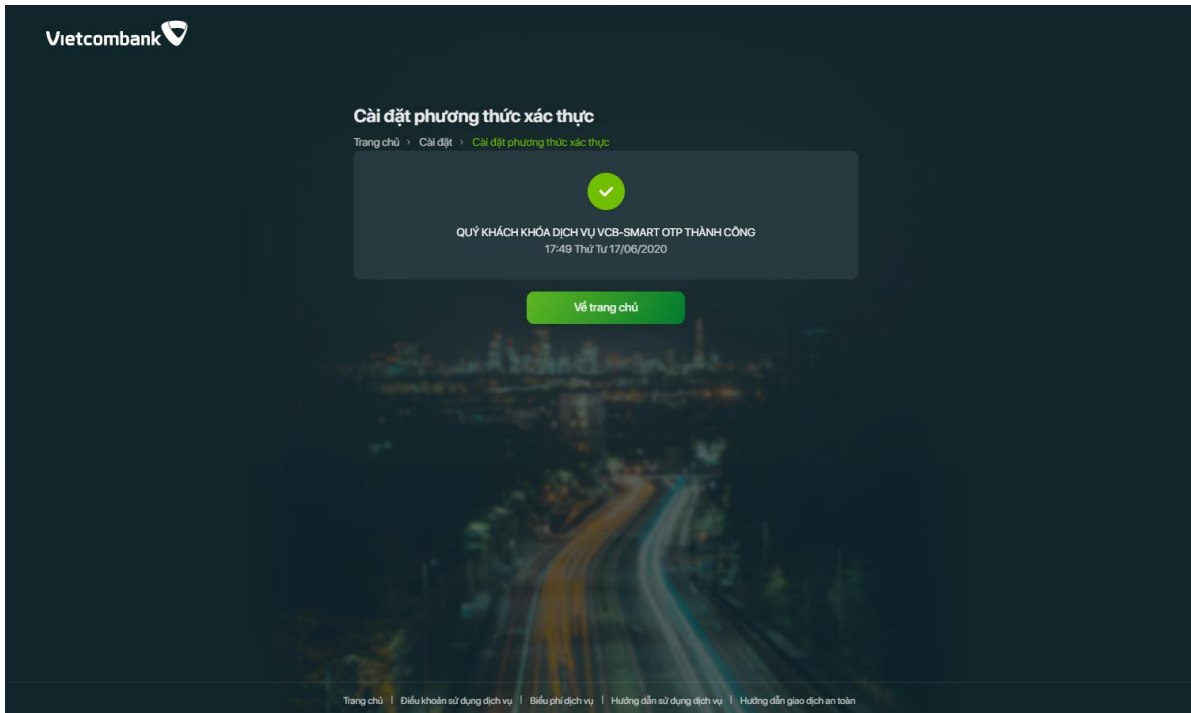 Vietcombank
Cài đặt phương thức xác thực
Trang chủ › Cài đặt › Cài đặt phương thức xác thực
QUÝ KHÁCH KHÓA DỊCH VỤ VCB-SMART OTP THÀNH CÔNG
17:49 Thứ Tư 17/06/2020
Về trang chủ
Trang chủ | Điều khoản sử dụng dịch vụ | Biểu phí dịch vụ | Hướng dẫn sử dụng dịch vụ | Hướng dẫn giao dịch an toàn